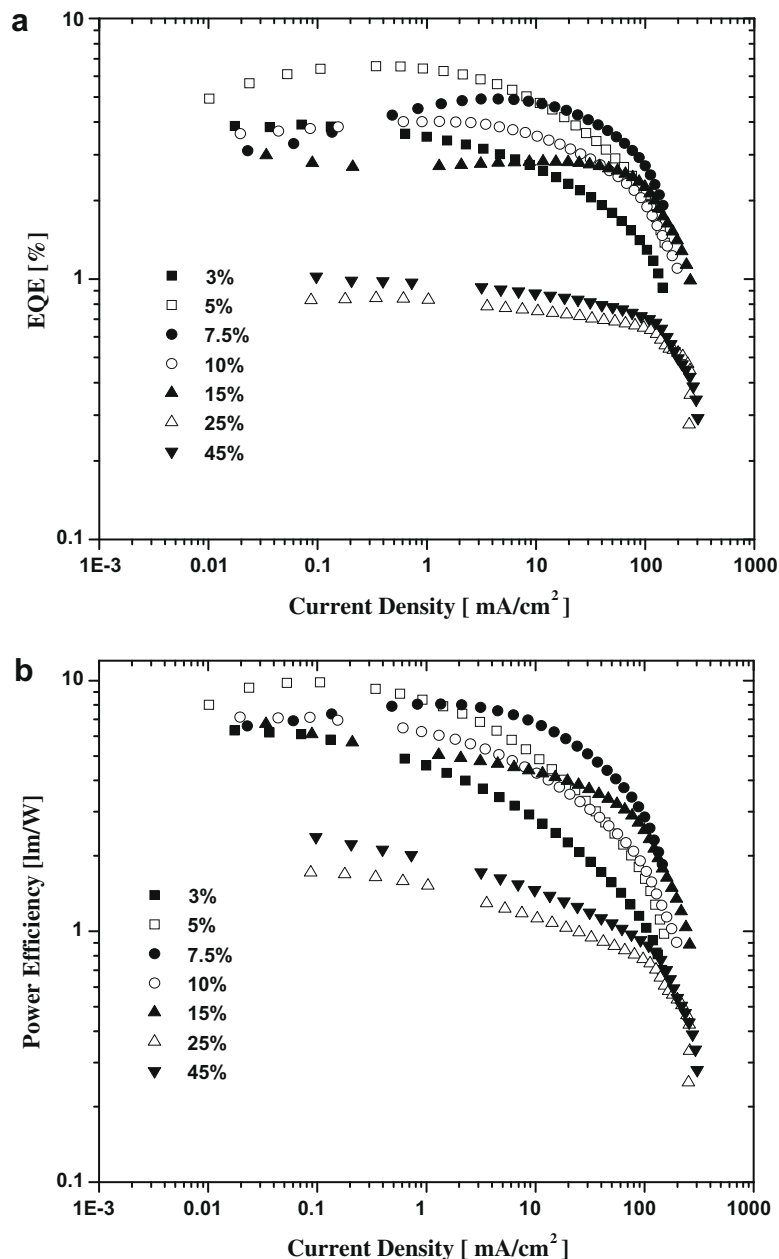 a
10
1
0.1
EQE [%]
3%
5%
7.5%
10%
15%
25%
45%
1E-3 0.01 0.1 1 10 100 1000
Current Density [ mA/cm²]
b
10
1
0.1
Power Efficiency [lm/W]
3%
5%
7.5%
10%
15%
25%
45%
1E-3 0.01 0.1 1 10 100 1000
Current Density [ mA/cm²]